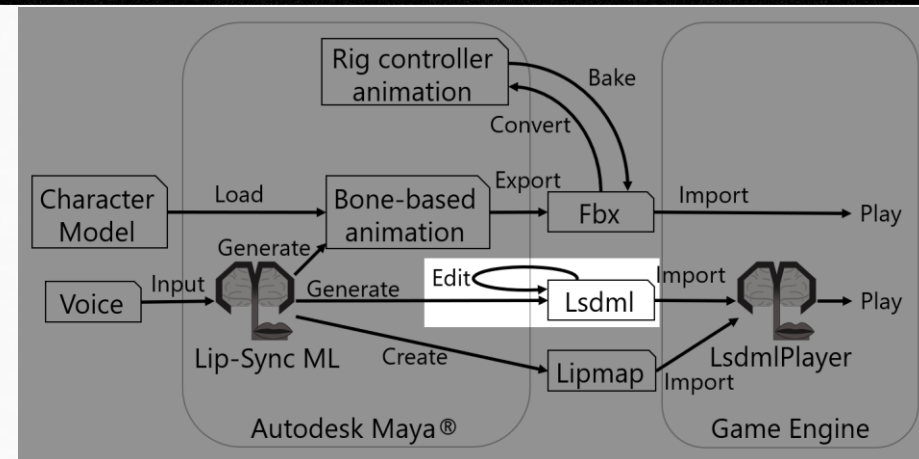 Rig controller
animation
Bake
Convert
Character
Model
Load
Bone-based
animation
Export
Fbx
Import
Play
Generate
Voice
Input
Generate
Edit
Lsdml
Import
Play
Lip-Sync ML
Create
Lipmap
Import
LsdmlPlayer
Autodesk Maya®
Game Engine